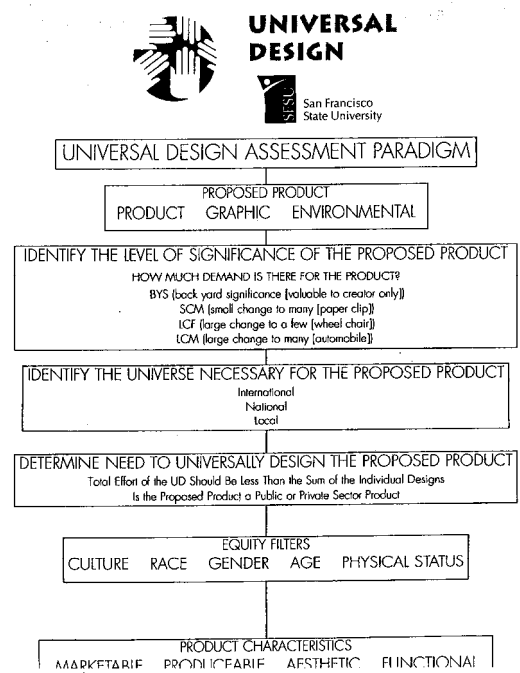 UNIVERSAL
DESIGN
SFSU
San Francisco
State University
UNIVERSAL DESIGN ASSESSMENT PARADIGM
PROPOSED PRODUCT
PRODUCT GRAPHIC ENVIRONMENTAL
IDENTIFY THE LEVEL OF SIGNIFICANCE OF THE PROPOSED PRODUCT
HOW MUCH DEMAND IS THERE FOR THE PRODUCT?
BYS (back yard significance [valuable to creator only])
SCM (small change to many [paper clip])
LCF (large change to a few [wheel chair])
LCM (large change to many [automobile])
IDENTIFY THE UNIVERSE NECESSARY FOR THE PROPOSED PRODUCT
International
National
Local
DETERMINE NEED TO UNIVERSALLY DESIGN THE PROPOSED PRODUCT
Total Effort of the UD Should Be Less Than the Sum of the Individual Designs
Is the Proposed Product a Public or Private Sector Product
EQUITY FILTERS
CULTURE RACE GENDER AGE PHYSICAL STATUS
PRODUCT CHARACTERISTICS
MARKETABLE PRODUCEABLE AESTHETIC FUNCTIONAL